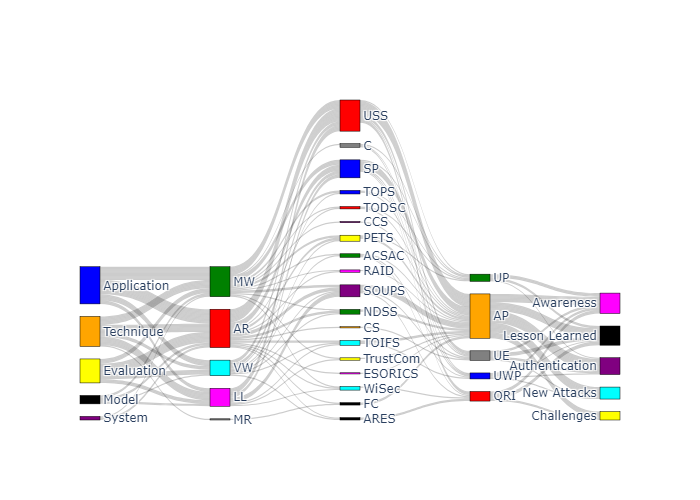 Application
Technique
Evaluation
Model
System
MW
AR
VW
LL
MR
USS
C
SP
TOPS
TODSC
CCS
PETS
ACSAC
RAID
SOUPS
NDSS
CS
TOIFS
TrustCom
ESORICS
WiSec
FC
ARES
UP
AP
UE
UWP
QRI
Awareness
Lesson Learned
Authentication
New Attacks
Challenges